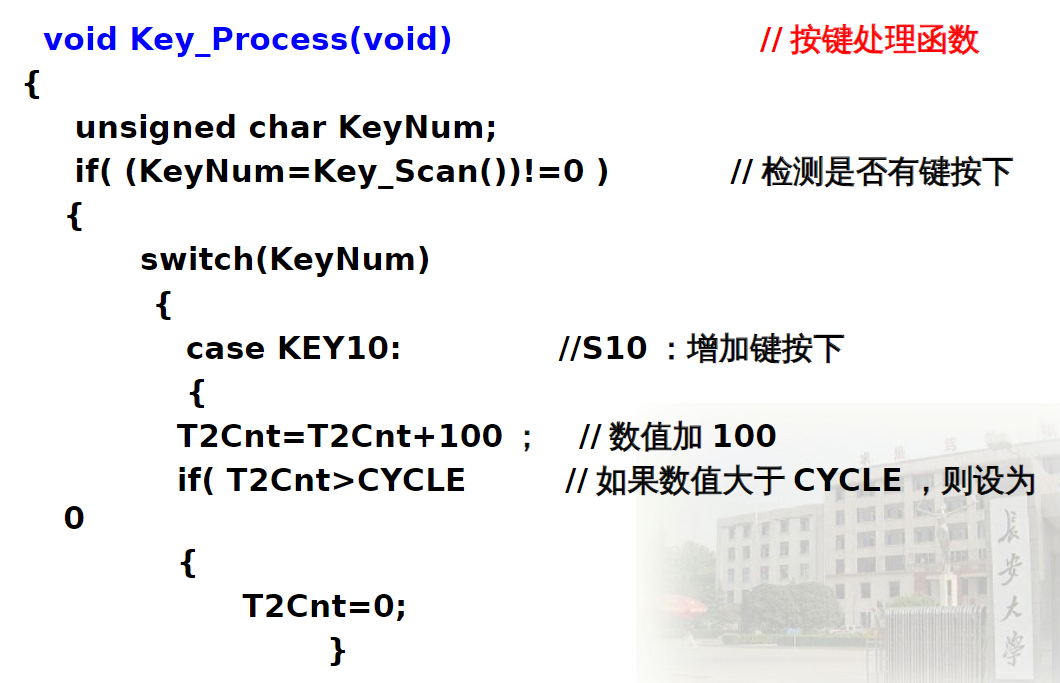 void Key_Process(void) //按键处理函数
{
unsigned char KeyNum;
if( (KeyNum=Key_Scan())!=0 ) //检测是否有键按下
{
switch(KeyNum)
{
case KEY10: //S10 ：增加键按下
{
T2Cnt=T2Cnt+100 ； //数值加 100
if( T2Cnt>CYCLE //如果数值大于 CYCLE ，则设为
0
{
T2Cnt=0;
}
长安大学